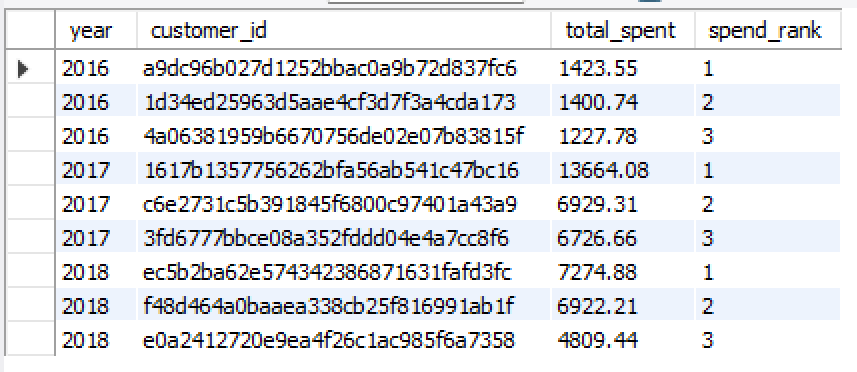 year customer_id total_spent spend_rank
2016 a9dc96b027d1252bbac0a9b72d837fc6 1423.55 1
2016 1d34ed25963d5aae4cf3d7f3a4cda173 1400.74 2
2016 4a06381959b6670756de02e07b83815f 1227.78 3
2017 1617b1357756262bfa56ab541c47bc16 13664.08 1
2017 c6e2731c5b391845f6800c97401a43a9 6929.31 2
2017 3fd6777bbce08a352fddd04e4a7cc8f6 6726.66 3
2018 ec5b2ba62e574342386871631fafd3fc 7274.88 1
2018 f48d464a0baaea338cb25f816991ab1f 6922.21 2
2018 e0a2412720e9ea4f26c1ac985f6a7358 4809.44 3